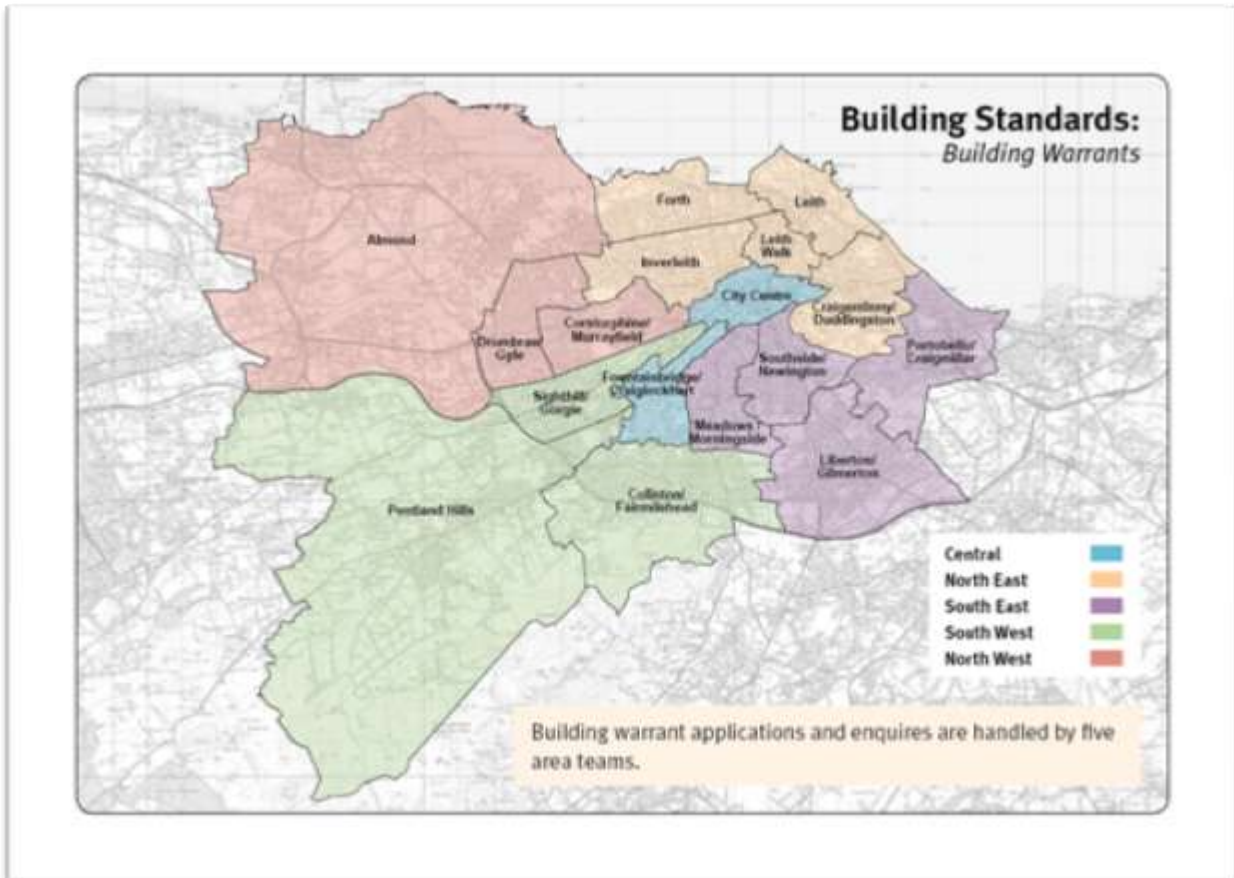 Building Standards:
Building Warrants
Almond
Forth
Leith
Leith
Walk
Inverleith
City Centre
Craigentinny/
Duddingston
Corstorphine/
Murrayfield
Drumbrae/
Gyle
Portobello/
Craigmillar
Southside/
Newington
Fountainbridge/
Craiglockhart
Sighthill/
Gorgie
Meadows /
Morningside
Liberton/
Gilmerton
Colinton/
Fairmilehead
Pentland Hills
Central
North East
South East
South West
North West
Building warrant applications and enquires are handled by five
area teams.